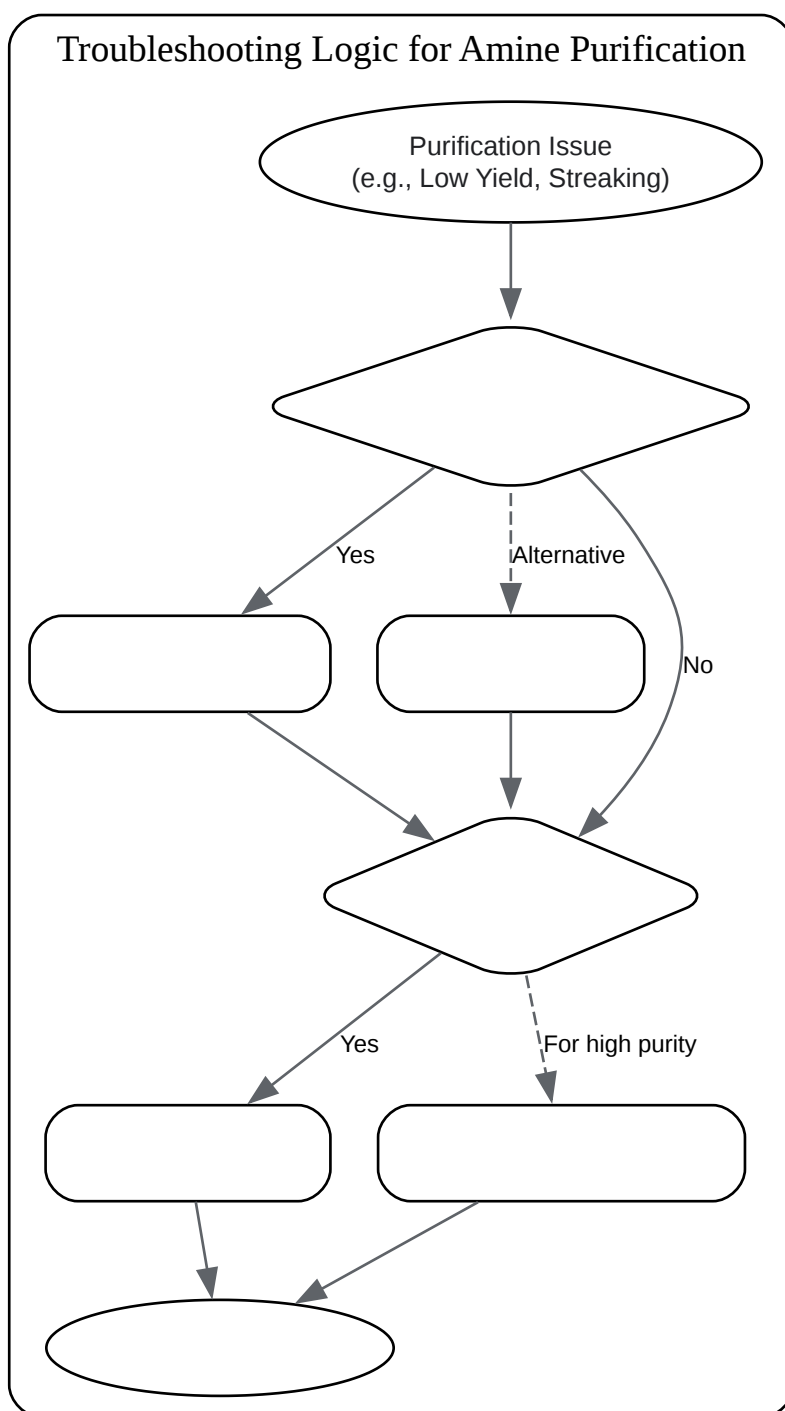 Troubleshooting Logic for Amine Purification
Purification Issue
(e.g., Low Yield, Streaking)
Yes
Alternative
No
Yes
For high purity